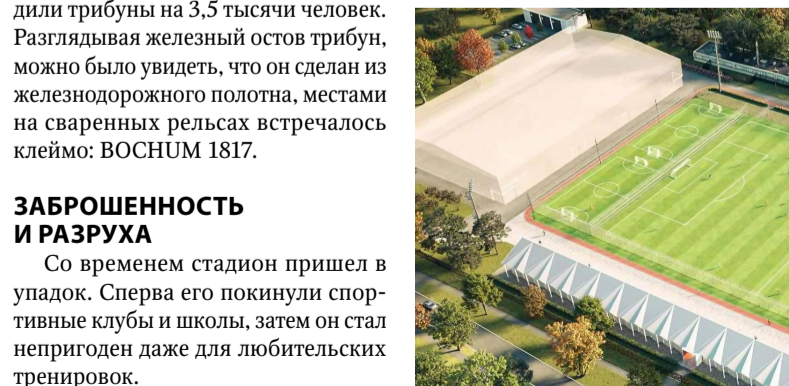 дили трибуны на 3,5 тысячи человек.
Разглядывая железный остов трибун,
можно было увидеть, что он сделан из
железнодорожного полотна, местами
на сваренных рельсах встречалось
клеймо: BOCHUM 1817.
ЗАБРОШЕННОСТЬ
И РАЗРУХА
Со временем стадион пришел в
упадок. Сперва его покинули спор-
тивные клубы и школы, затем он стал
непригоден даже для любительских
тренировок.